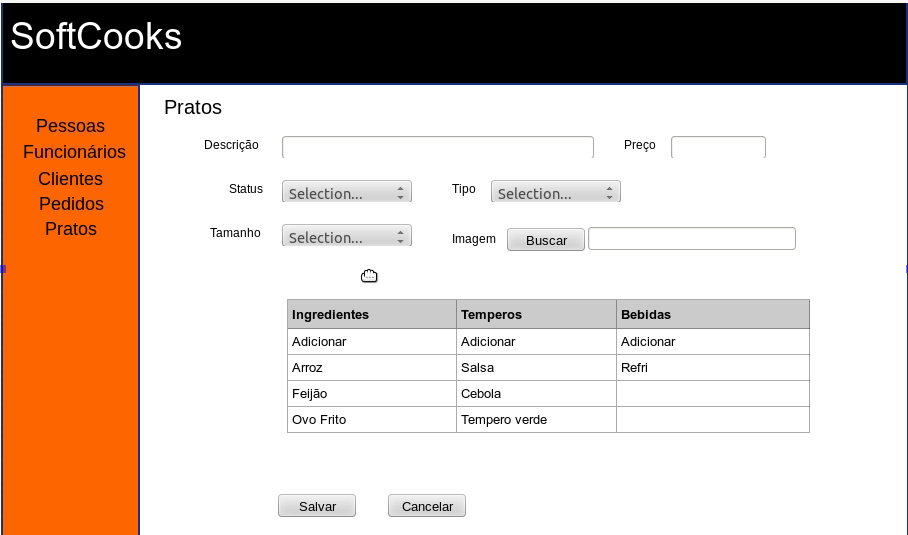 SoftCooks
Pessoas
Funcionários
Clientes
Pedidos
Pratos
Pratos
Descrição Preço
Status Selection... Tipo Selection...
Tamanho Selection... Imagem Buscar
Ingredientes Temperos Bebidas
Adicionar Adicionar Adicionar
Arroz Salsa Refri
Feijão Cebola
Ovo Frito Tempero verde
Salvar Cancelar